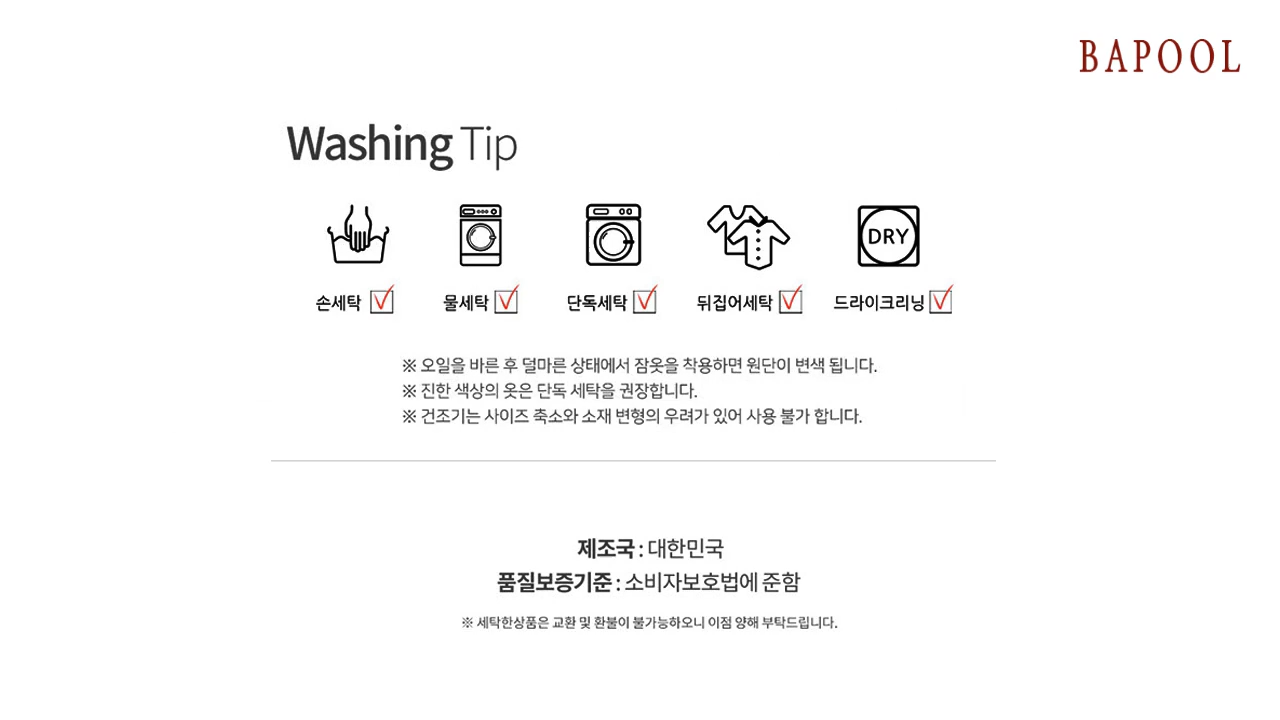 BAPOOL
Washing Tip
DRY
손세탁 물세탁 단독세탁 뒤집어세탁 드라이크리닝
※ 오일을 바른 후 덜마른 상태에서 잠옷을 착용하면 원단이 변색 됩니다.
※ 진한 색상의 옷은 단독 세탁을 권장합니다.
※ 건조기는 사이즈 축소와 소재 변형의 우려가 있어 사용 불가 합니다.
제조국 : 대한민국
품질보증기준 : 소비자보호법에 준함
※ 세탁한상품은 교환 및 환불이 불가능하오니 이점 양해 부탁드립니다.